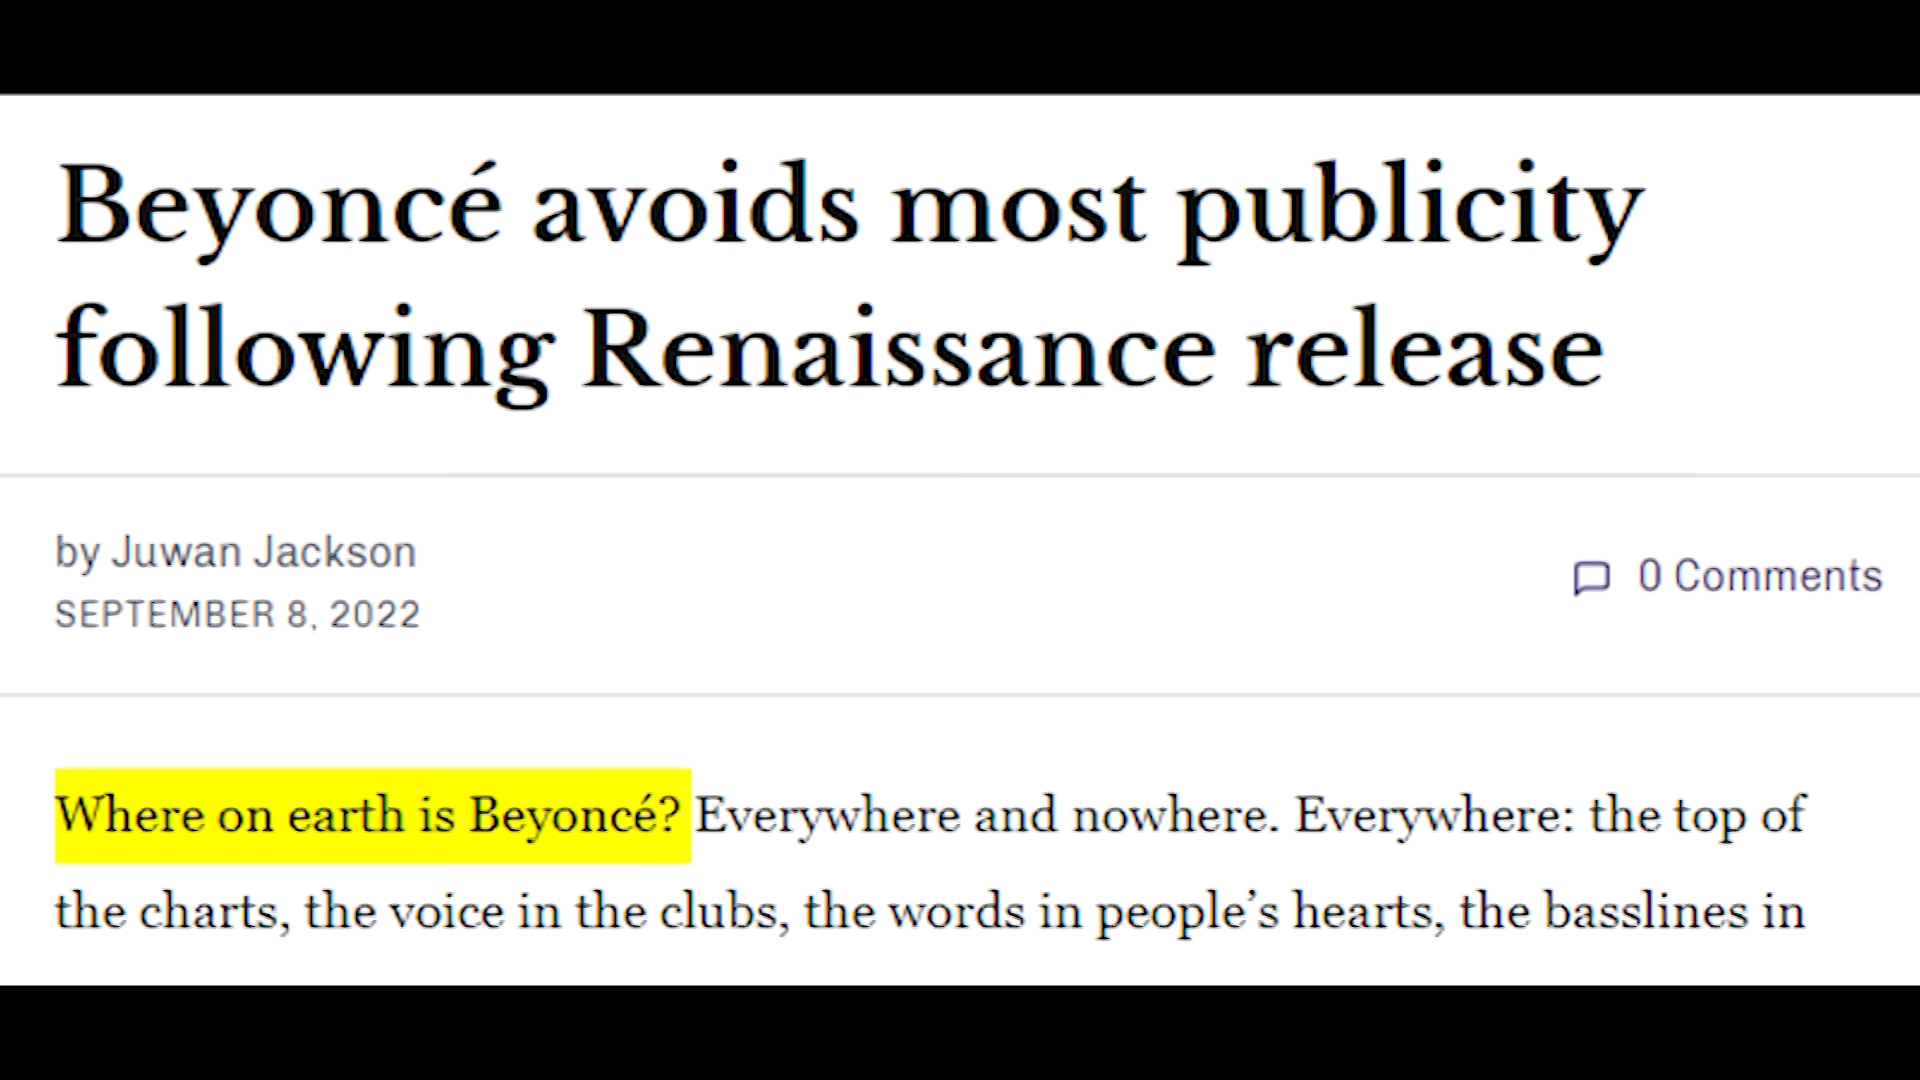 Beyoncé avoids most publicity
following Renaissance release
by Juwan Jackson
SEPTEMBER 8, 2022
0 Comments
Where on earth is Beyoncé? Everywhere and nowhere. Everywhere: the top of
the charts, the voice in the clubs, the words in people’s hearts, the basslines in